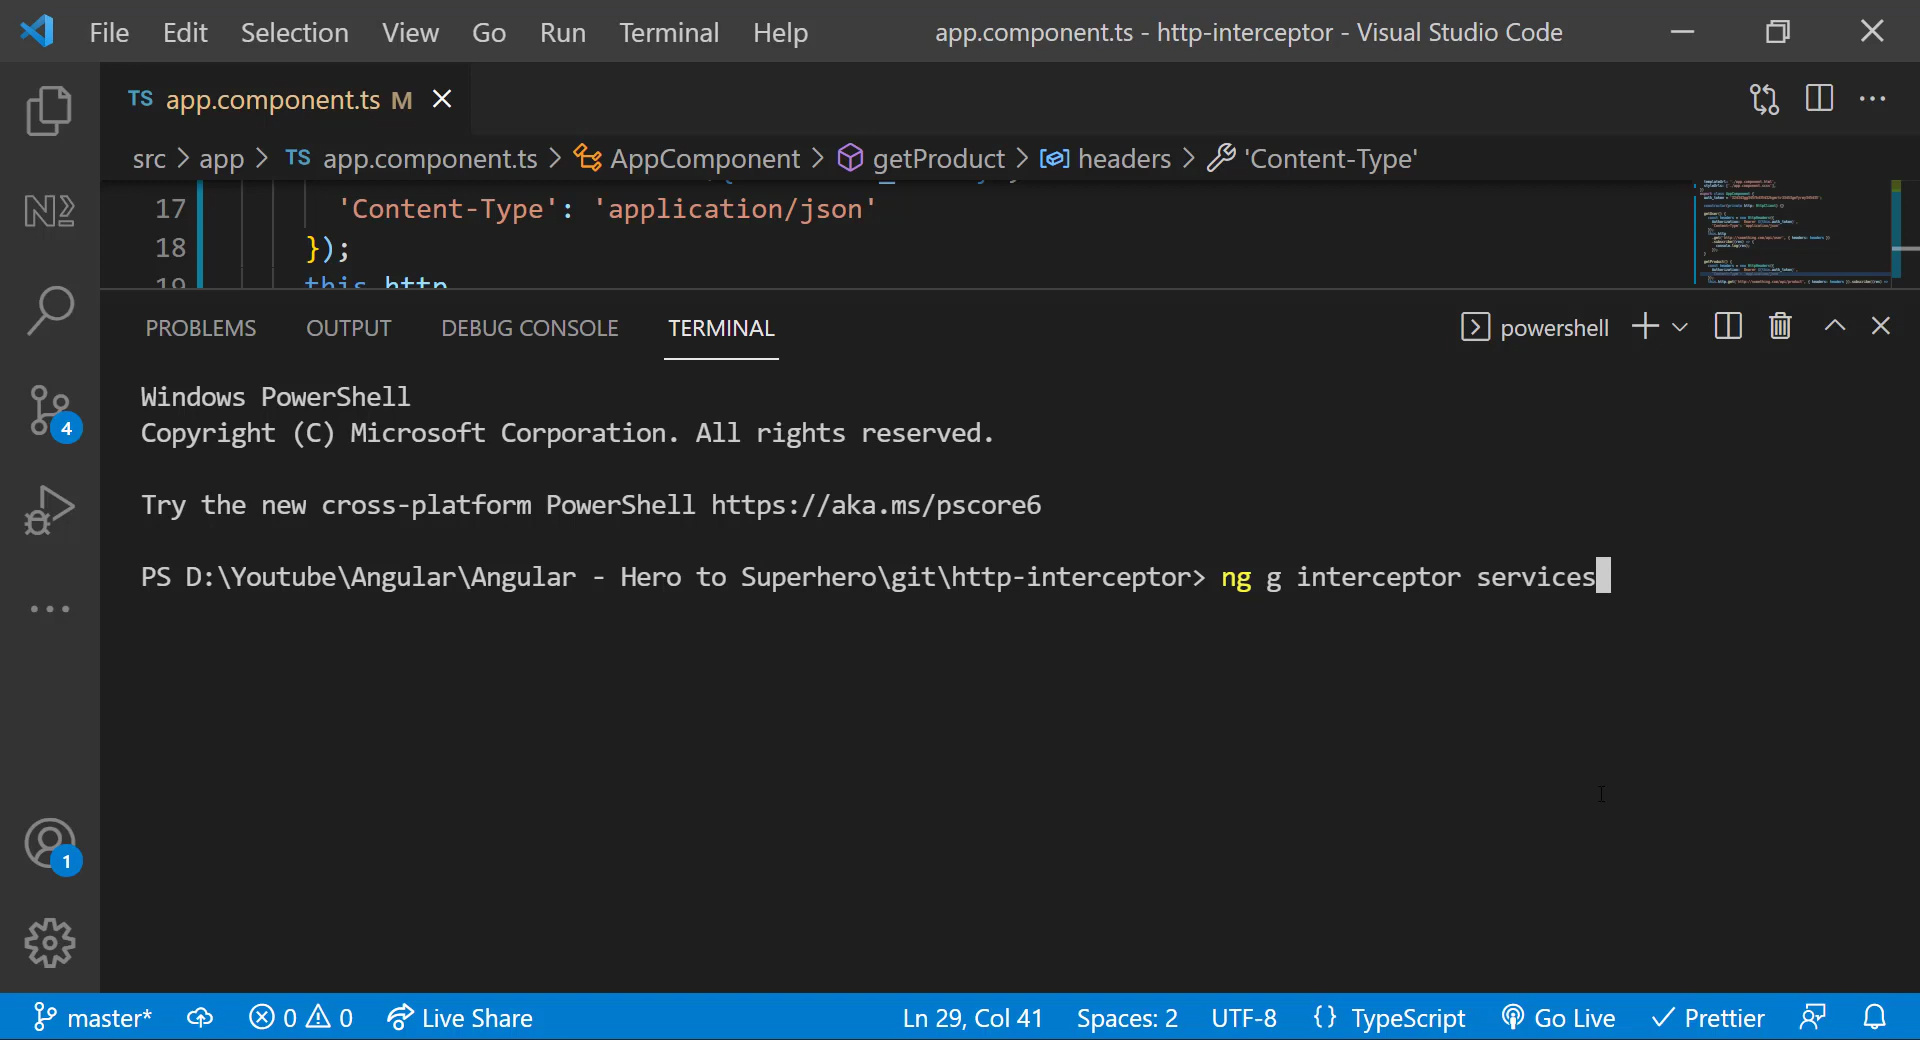 File Edit Selection View Go Run Terminal Help app.component.ts - http-interceptor - Visual Studio Code
TS app.component.ts M
src > app > TS app.component.ts > AppComponent > getProduct > headers > 'Content-Type'
17 'Content-Type': 'application/json'
18 });
19 this.http
PROBLEMS OUTPUT DEBUG CONSOLE TERMINAL powershell
Windows PowerShell
Copyright (C) Microsoft Corporation. All rights reserved.
Try the new cross-platform PowerShell https://aka.ms/pscore6
PS D:\Youtube\Angular\Angular - Hero to Superhero\git\http-interceptor> ng g interceptor services
4
1
master* 0 0 Live Share Ln 29, Col 41 Spaces: 2 UTF-8 {} TypeScript Go Live Prettier